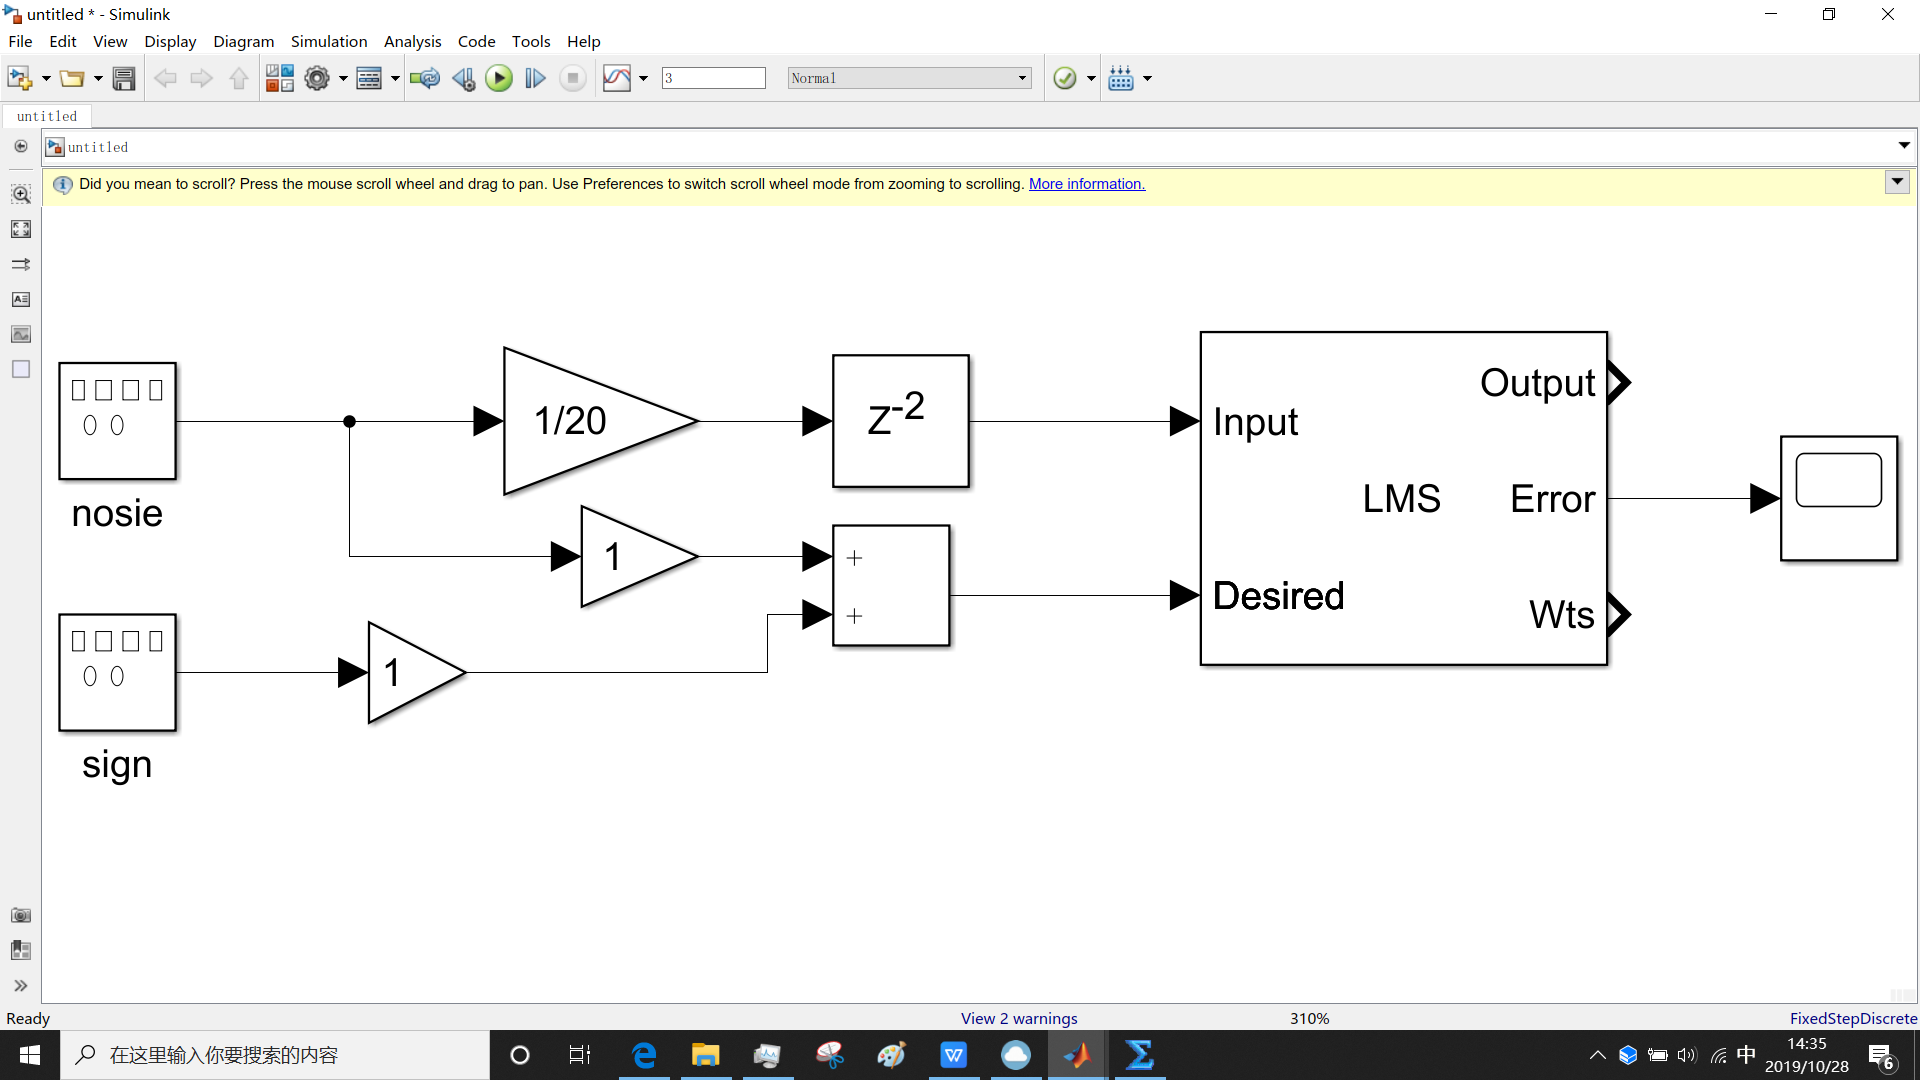 untitled * - Simulink
File Edit View Display Diagram Simulation Analysis Code Tools Help
3 Normal
untitled
untitled
Did you mean to scroll? Press the mouse scroll wheel and drag to pan. Use Preferences to switch scroll wheel mode from zooming to scrolling. More information.
nosie
1/20
Z-2
Input
Output
LMS
Error
Desired
Wts
1
+
+
1
sign
Ready View 2 warnings 310% FixedStepDiscrete
在这里输入你要搜索的内容
中
14:35
2019/10/28
6